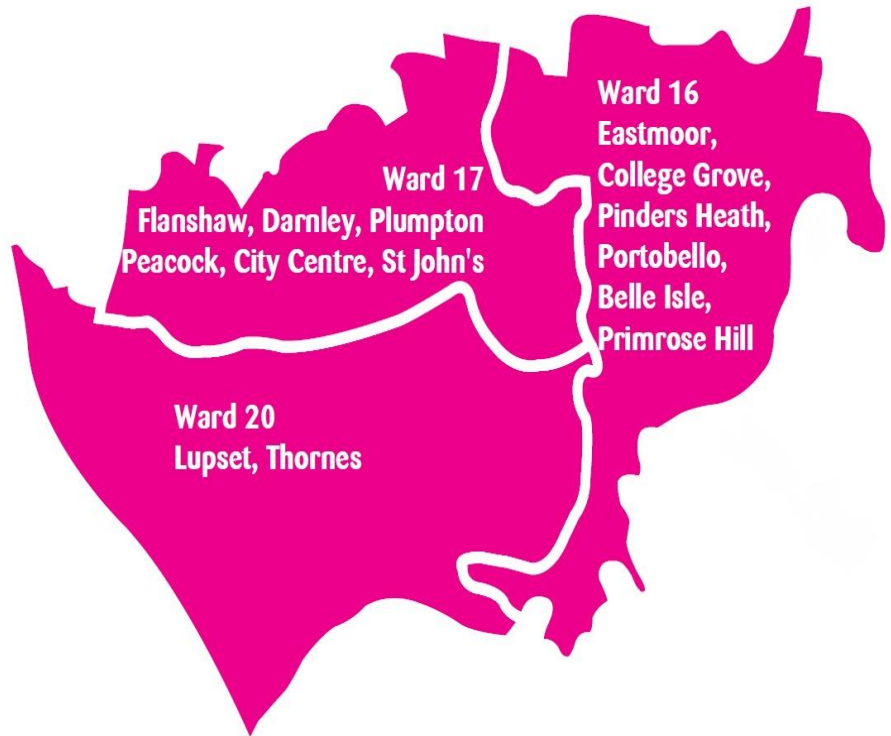 Ward 17
Flanshaw, Darnley, Plumpton
Peacock, City Centre, St John's
Ward 16
Eastmoor,
College Grove,
Pinders Heath,
Portobello,
Belle Isle,
Primrose Hill
Ward 20
Lupset, Thornes